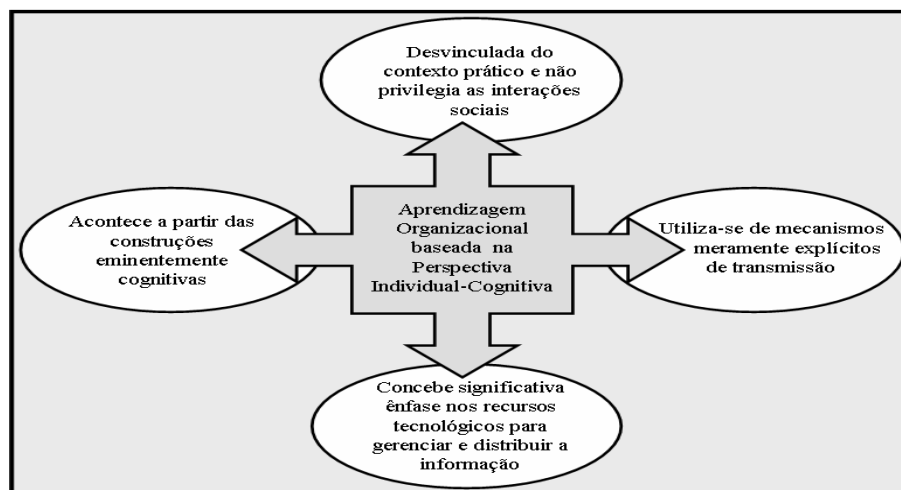 Desvinculada do
contexto prático e não
privilegia as interações
sociais
Acontece a partir das
construções
eminentemente
cognitivas
Aprendizagem
Organizacional
baseada na
Perspectiva
Individual-Cognitiva
Utiliza-se de mecanismos
meramente explícitos
de transmissão
Concebe significativa
ênfase nos recursos
tecnológicos para
gerenciar e distribuir a
informação